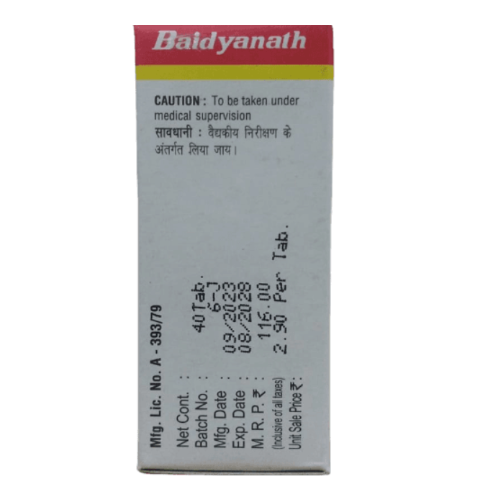 Baidyanath
CAUTION : To be taken under
medical supervision
सावधानी : वैद्यकीय निरीक्षण के
अंतर्गत लिया जाय।
Mfg. Lic. No. A - 393/79
Net Cont. : 40Tab.
Batch No. : 6-J
Mfg. Date : 09/2023
Exp. Date : 08/2028
M. R. P. ₹ : 116.00
(Inclusive of all taxes)
Unit Sale Price ₹ : 2.90 Per Tab.